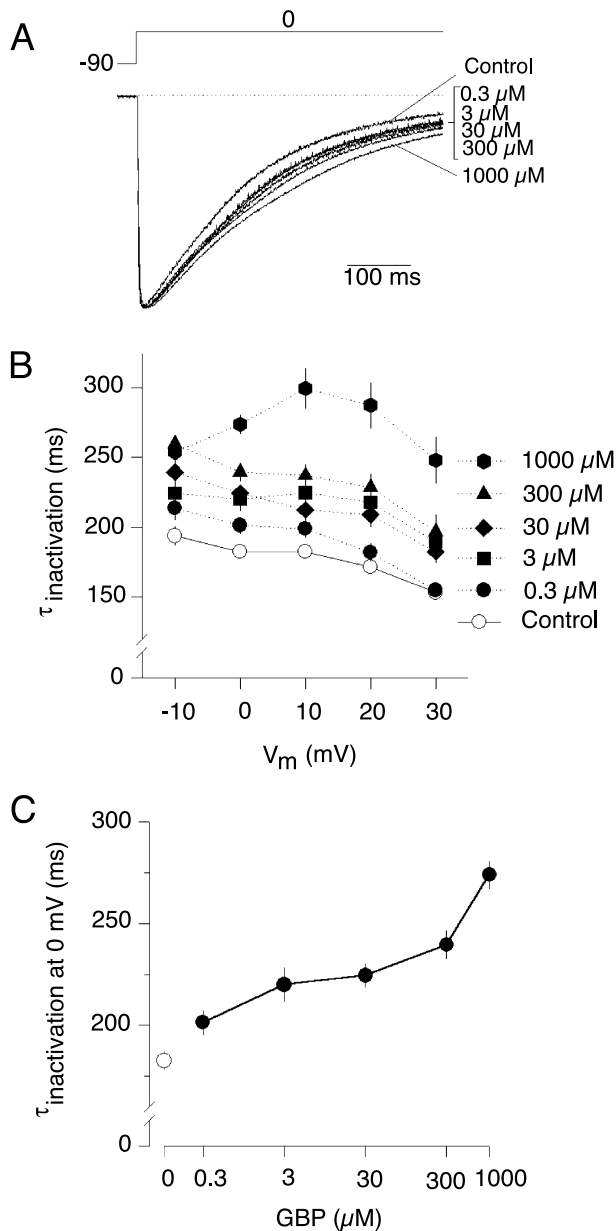 A
0
-90
Control
0.3 µM
3 µM
30 µM
300 µM
1000 µM
100 ms
B
300
250
200
150
0
τinactivation (ms)
-10 0 10 20 30
Vm (mV)
1000 µM
300 µM
30 µM
3 µM
0.3 µM
Control
C
300
200
0
τinactivation at 0 mV (ms)
0 0.3 3 30 300 1000
GBP (µM)